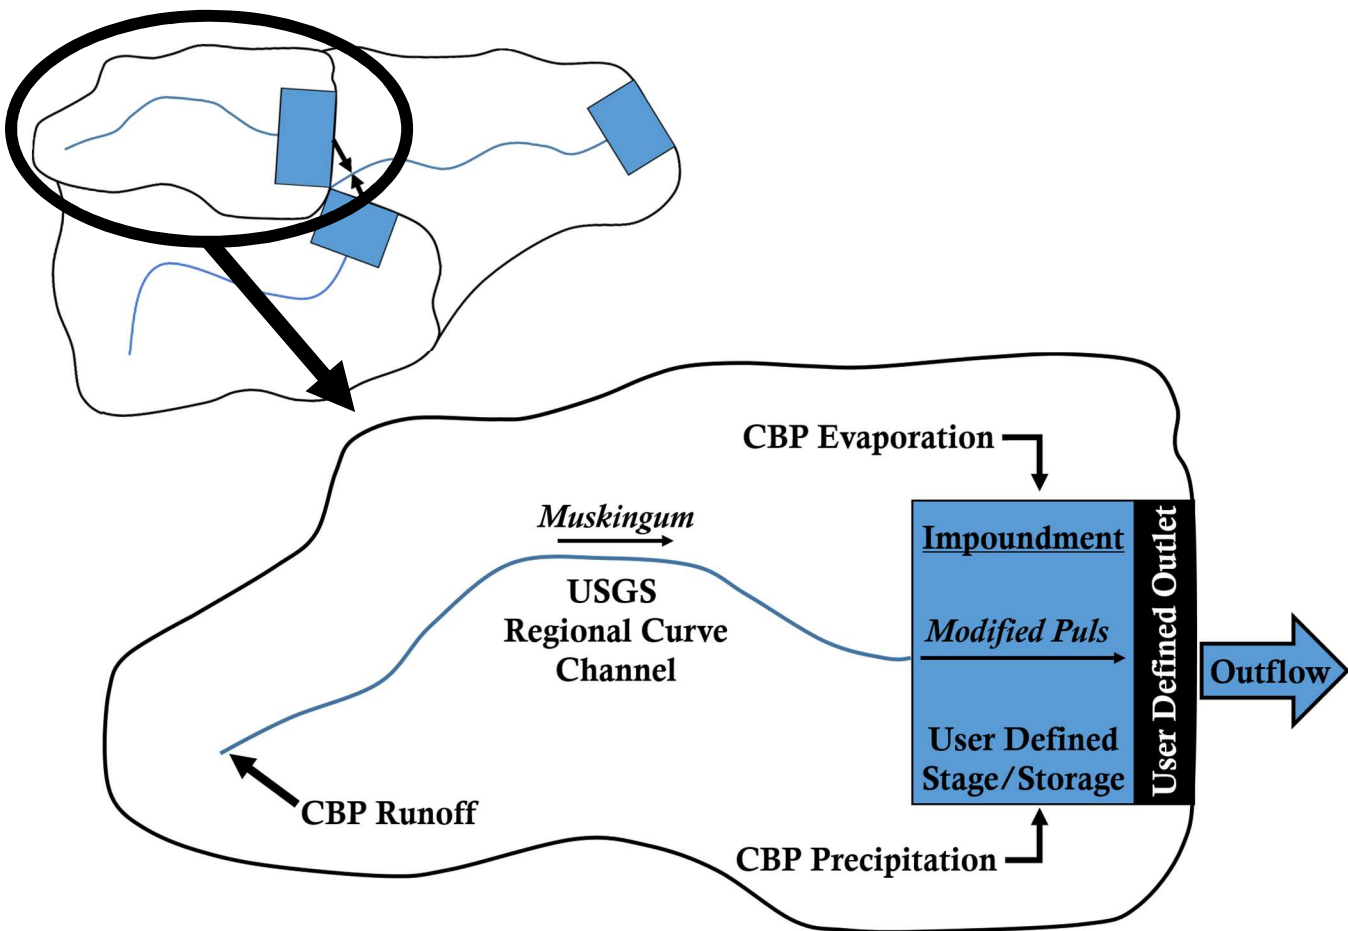 CBP Evaporation
Muskingum
Impoundment
USGS
Regional Curve
Channel
Modified Puls
User Defined Outlet
Outflow
User Defined
Stage/Storage
CBP Runoff
CBP Precipitation